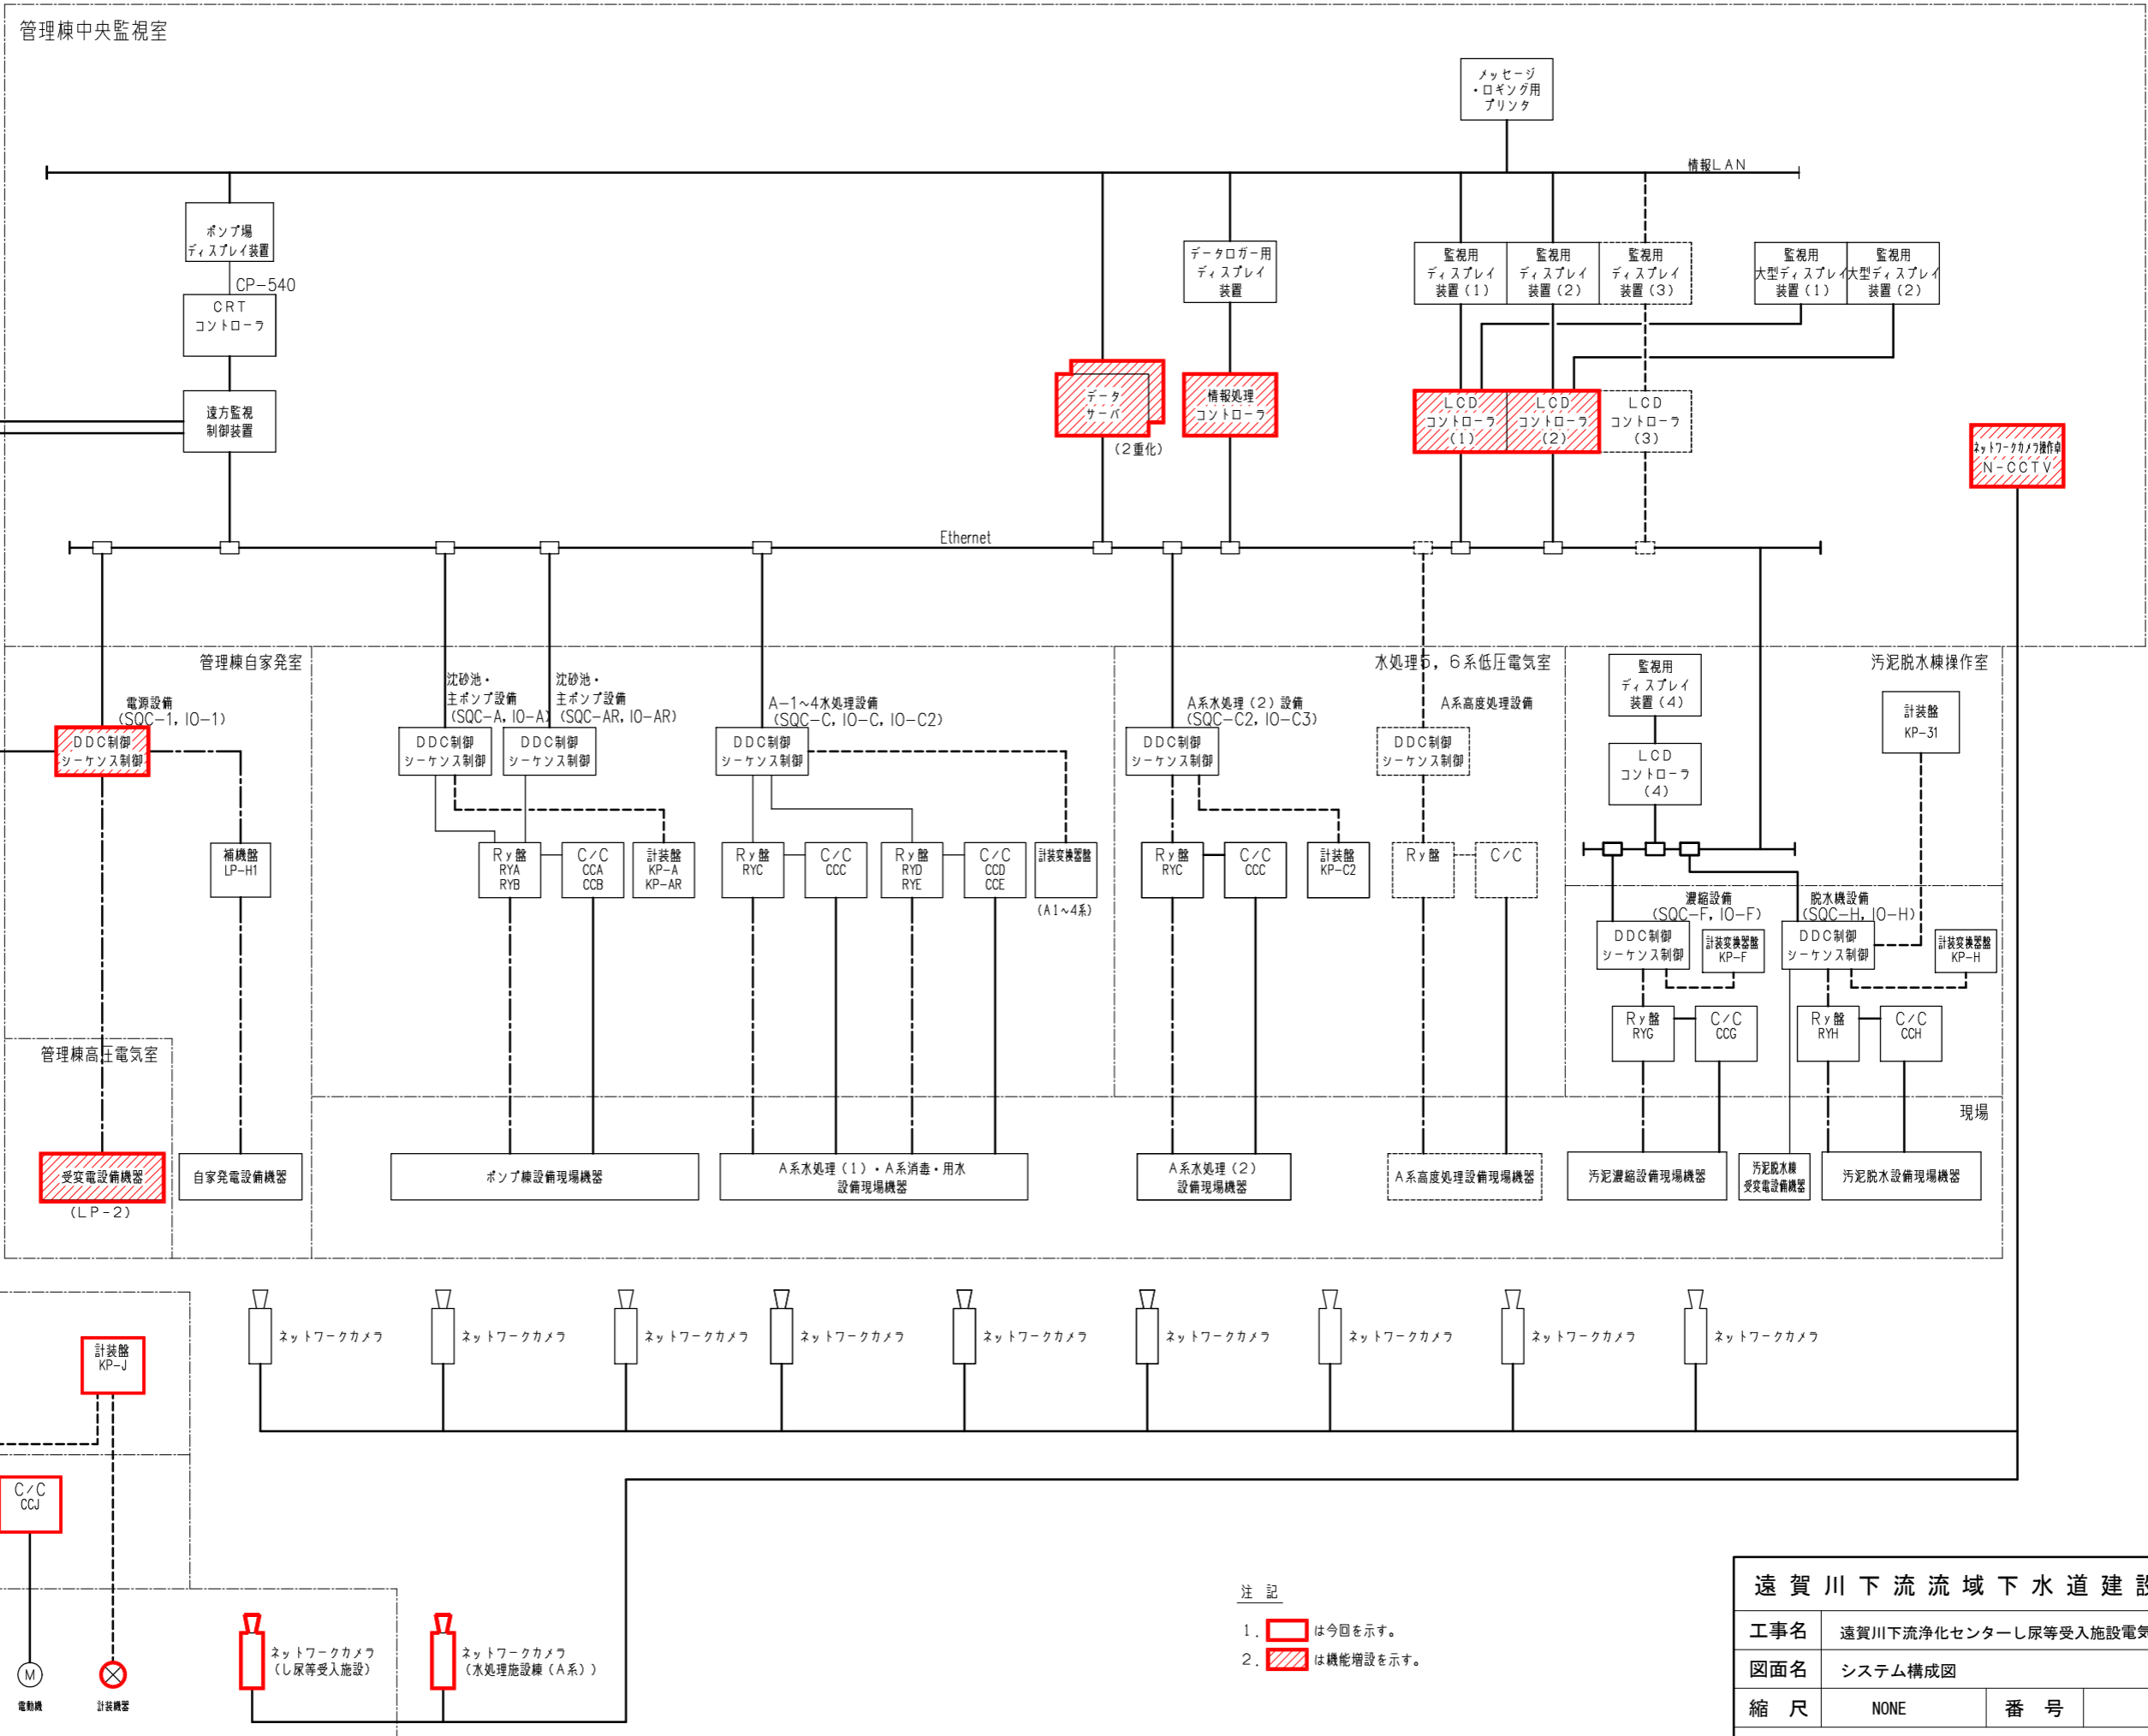 管理棟中央監視室
メッセージ
・ロギング用
プリンタ
情報LAN
ポンプ場
ディスプレイ装置
CP-540
CRT
コントローラ
遠方監視
制御装置
データロガー用
ディスプレイ
装置
監視用
ディスプレイ
装置(1)
監視用
ディスプレイ
装置(2)
監視用
ディスプレイ
装置(3)
監視用
大型ディスプレイ
装置(1)
監視用
大型ディスプレイ
装置(2)
データ
サーバ
(2重化)
情報処理
コントローラ
LCD
コントローラ
(1)
LCD
コントローラ
(2)
LCD
コントローラ
(3)
ネットワークカメラ操作卓
N-CCTV
Ethernet
管理棟自家発室
水処理5,6系低圧電気室
汚泥脱水棟操作室
電源設備
(SQC-1,IO-1)
DDC制御
シーケンス制御
沈砂池・
主ポンプ設備
(SQC-A,IO-A)
DDC制御
シーケンス制御
沈砂池・
主ポンプ設備
(SQC-AR,IO-AR)
DDC制御
シーケンス制御
A-1~4水処理設備
(SQC-C,IO-C,IO-C2)
DDC制御
シーケンス制御
A系水処理(2)設備
(SQC-C2,IO-C3)
DDC制御
シーケンス制御
A系高度処理設備
DDC制御
シーケンス制御
監視用
ディスプレイ
装置(4)
LCD
コントローラ
(4)
計装盤
KP-31
補機盤
LP-H1
Ry盤
RYA
RYB
C/C
CCA
CCB
計装盤
KP-A
KP-AR
Ry盤
RYC
C/C
CCC
Ry盤
RYD
RYE
C/C
CCD
CCE
計装変換器盤
(A1~4系)
Ry盤
RYC
C/C
CCC
計装盤
KP-C2
Ry盤
C/C
濃縮設備
(SQC-F,IO-F)
DDC制御
シーケンス制御
計装変換器盤
KP-F
脱水機設備
(SQC-H,IO-H)
DDC制御
シーケンス制御
計装変換器盤
KP-H
Ry盤
RYG
C/C
CCG
Ry盤
RYH
C/C
CCH
管理棟高圧電気室
現場
受変電設備機器
(LP-2)
自家発電設備機器
ポンプ棟設備現場機器
A系水処理(1)・A系消毒・用水
設備現場機器
A系水処理(2)
設備現場機器
A系高度処理設備現場機器
汚泥濃縮設備現場機器
汚泥脱水棟
受変電設備機器
汚泥脱水設備現場機器
ネットワークカメラ
ネットワークカメラ
ネットワークカメラ
ネットワークカメラ
ネットワークカメラ
ネットワークカメラ
ネットワークカメラ
ネットワークカメラ
ネットワークカメラ
計装盤
KP-J
C/C
CCJ
M
電動機
計装機器
ネットワークカメラ
(し尿等受入施設)
ネットワークカメラ
(水処理施設棟(A系))
注 記
1. は今回を示す。
2. は機能増設を示す。
遠賀川下流流域下水道建設
工事名 遠賀川下流浄化センターし尿等受入施設電気
図面名 システム構成図
縮 尺 NONE 番 号